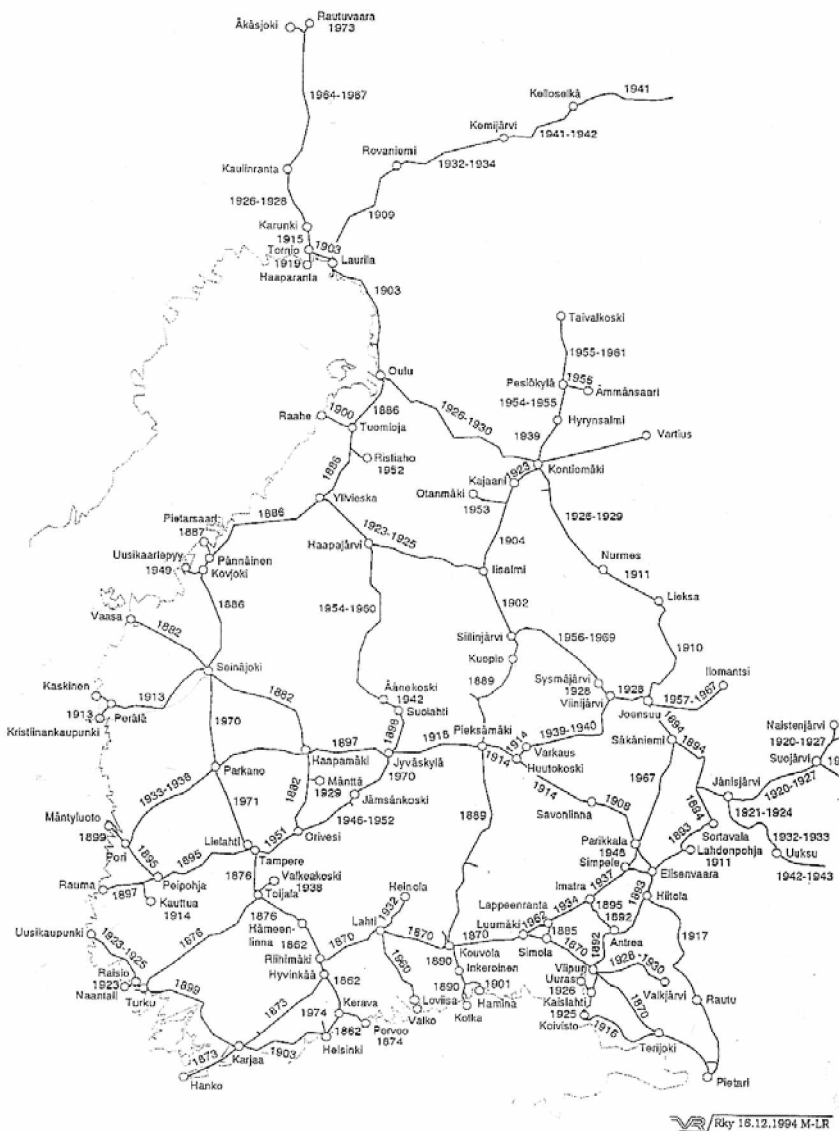 Äkäsjoki
Rautuvaara
1973
1964-1967
Kelloselkä
1941
Kemijärvi
1941-1942
Rovaniemi
1932-1934
Kaulinranta
1926-1928
1909
Karunki
1915
Tornio
1903
1919
Haaparanta
Laurila
1903
Taivalkoski
1955-1961
Oulu
Pesiökylä
1956
Ämmänsaari
1954-1955
Hyrynsalmi
Raahe
1900
1886
Tuomioja
1926-1930
1939
Vartius
Ristiaho
1952
1886
Kajaani
1923
Kontiomäki
Otanmäki
1953
Ylivieska
1886
Pietarsaari
1887
1923-1925
Haapajärvi
1904
1926-1929
Uusikaarlepyy
1949
Pännäinen
Kovjoki
Iisalmi
Nurmes
1911
Lieksa
1886
1954-1960
1902
Vaasa
1882
Siilinjärvi
1956-1969
1910
Kuopio
Seinäjoki
Kaskinen
1913
1913
Perälä
Kristiinankaupunki
1882
Äänekoski
1942
Suolahti
1889
Sysmäjärvi
1928
Viinijärvi
1928
Ilomantsi
1957-1967
Joensuu
1970
1898
1918
Pieksämäki
1914
1939-1940
1894
Säkäniemi
1894
Naistenjärvi
1920-1927
Suojärvi
1897
Haapamäki
Jyväskylä
1970
1914
Varkaus
Huutokoski
Parkano
1933-1938
Mänttä
1929
1882
Jämsänkoski
1946-1952
1914
1908
Savonlinna
1967
Jänisjärvi
1920-1927
1921-1924
1894
Mäntyluoto
1899
1971
Orivesi
1889
1932-1933
Uuksu
1942-1943
Pori
1895
1895
Lielahti
1951
Tampere
Parikkala
1946
1893
Sortavala
Lahdenpohja
1911
Simpele
Elisenvaara
Peipohja
1876
Valkeakoski
1938
Rauma
1897
Kauttua
1914
Toijala
Heinola
1932
Imatra
1937
1893
Hiitola
Lappeenranta
1934
1895
1892
Antrea
Uusikaupunki
1923-1925
1876
1876
Hämeen-
linna
1862
Lahti
1870
1870
Kouvola
1870
Luumäki
1962
1885
Simola
1870
1892
1917
Riihimäki
Raisio
1923
Naantali
Turku
1899
Hyvinkää
1862
1960
1890
Inkeroinen
1890
1901
Hamina
Viipuri
Uuras
1926
Kaislahti
1925
Koivisto
1928-1930
Valkjärvi
Rautu
1873
1974
Kerava
1862
Porvoo
1874
Loviisa
Valko
Kotka
1870
1916
Terijoki
Karjaa
1903
Helsinki
1873
Hanko
Pietari
VR Rky 16.12.1994 M-LR